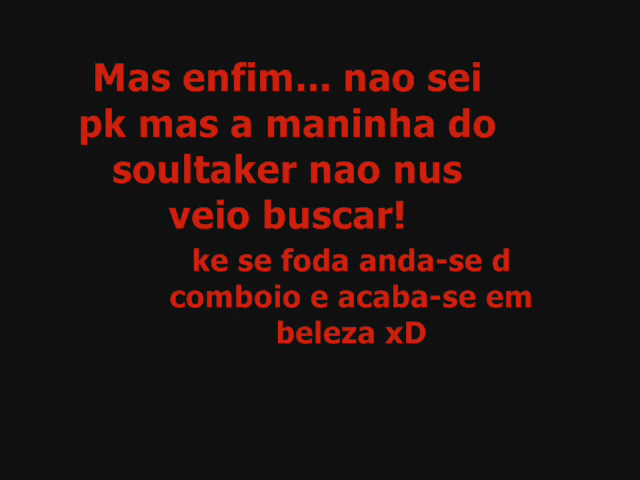 Mas enfim... nao sei
pk mas a maninha do
soultaker nao nus
veio buscar!
ke se foda anda-se d
comboio e acaba-se em
beleza xD